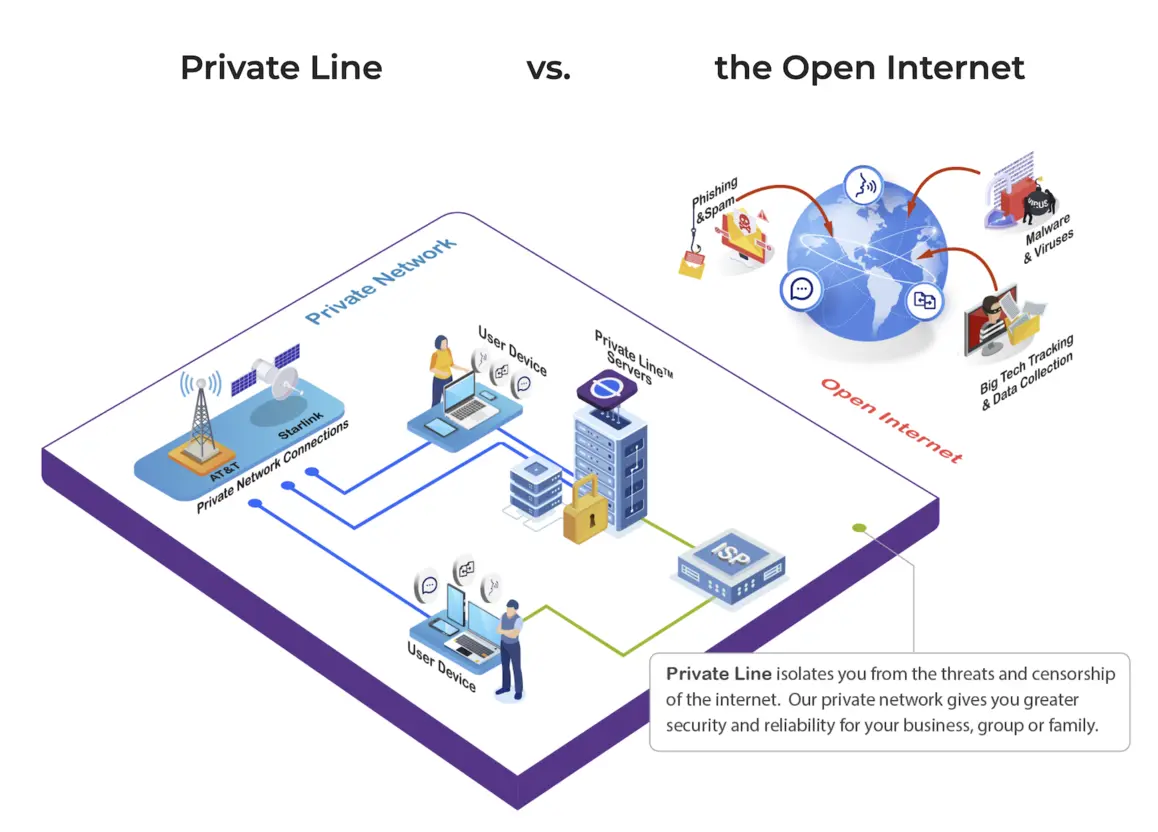 Private Line vs. the Open Internet
Phishing
& Spam
VIRUS
Malware
& Viruses
Big Tech Tracking
& Data Collection
Open Internet
Private Network
User Device
Private Line™
Servers
Starlink
AT&T
Private Network Connections
ISP
User Device
Private Line isolates you from the threats and censorship
of the internet. Our private network gives you greater
security and reliability for your business, group or family.